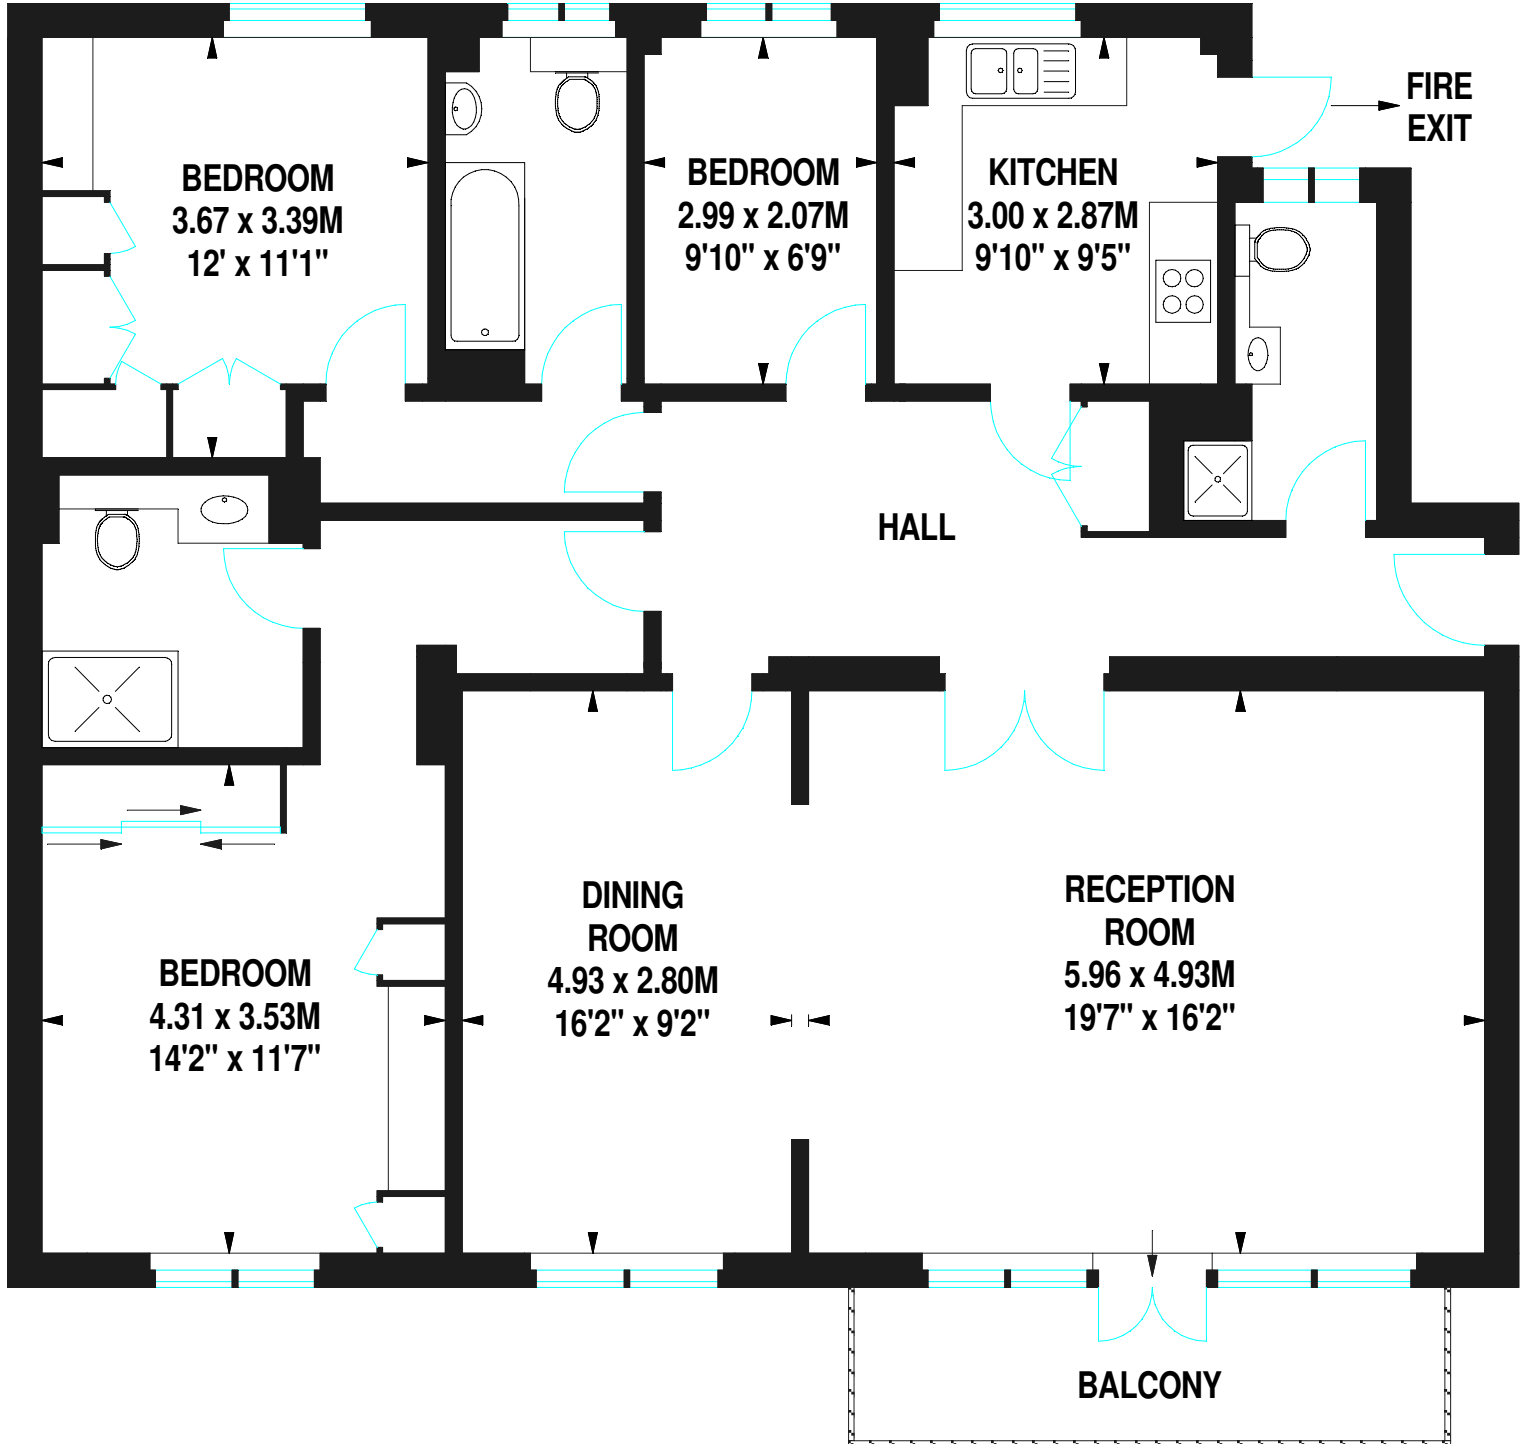 FIRE
EXIT
BEDROOM
3.67 x 3.39M
12' x 11'1"
BEDROOM
2.99 x 2.07M
9'10" x 6'9"
KITCHEN
3.00 x 2.87M
9'10" x 9'5"
HALL
BEDROOM
4.31 x 3.53M
14'2" x 11'7"
DINING
ROOM
4.93 x 2.80M
16'2" x 9'2"
RECEPTION
ROOM
5.96 x 4.93M
19'7" x 16'2"
BALCONY